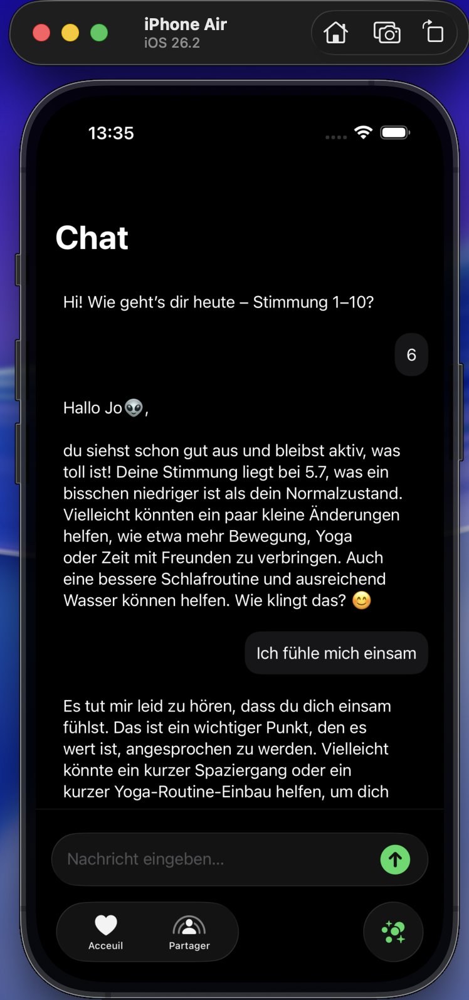 iPhone Air
iOS 26.2
13:35
Chat
Hi! Wie geht’s dir heute – Stimmung 1–10?
6
Hallo Jo👽,
du siehst schon gut aus und bleibst aktiv, was
toll ist! Deine Stimmung liegt bei 5.7, was ein
bisschen niedriger ist als dein Normalzustand.
Vielleicht könnten ein paar kleine Änderungen
helfen, wie etwa mehr Bewegung, Yoga
oder Zeit mit Freunden zu verbringen. Auch
eine bessere Schlafroutine und ausreichend
Wasser können helfen. Wie klingt das? 😊
Ich fühle mich einsam
Es tut mir leid zu hören, dass du dich einsam
fühlst. Das ist ein wichtiger Punkt, den es
wert ist, angesprochen zu werden. Vielleicht
könnte ein kurzer Spaziergang oder ein
kurzer Yoga-Routine-Einbau helfen, um dich
Nachricht eingeben...
Acceuil
Partager